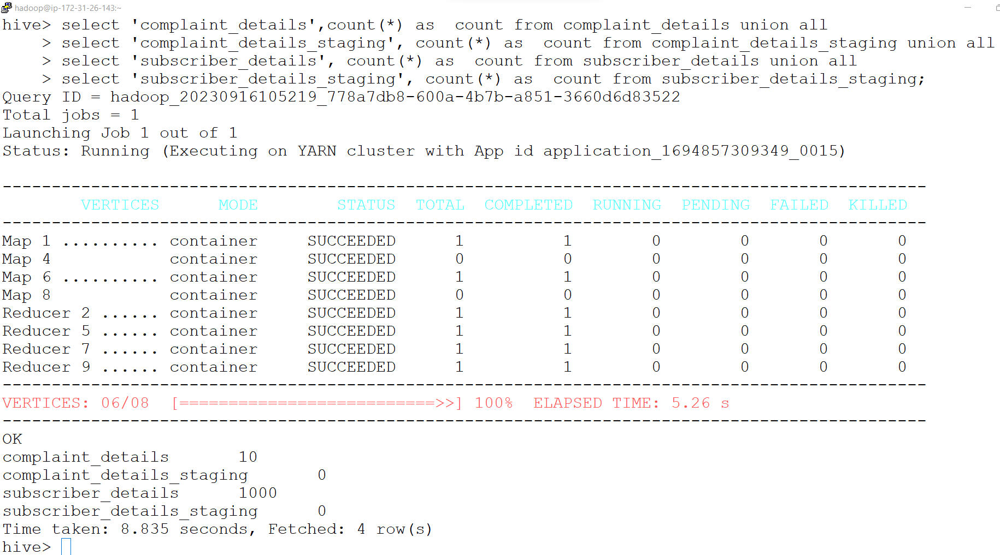 hadoop@ip-172-31-26-143:~
hive> select 'complaint_details',count(*) as  count from complaint_details union all
    > select 'complaint_details_staging', count(*) as  count from complaint_details_staging union all
    > select 'subscriber_details', count(*) as  count from subscriber_details union all
    > select 'subscriber_details_staging', count(*) as  count from subscriber_details_staging;
Query ID = hadoop_20230916105219_778a7db8-600a-4b7b-a851-3660d6d83522
Total jobs = 1
Launching Job 1 out of 1
Status: Running (Executing on YARN cluster with App id application_1694857309349_0015)
----------------------------------------------------------------------------------------------
        VERTICES      MODE        STATUS  TOTAL  COMPLETED  RUNNING  PENDING  FAILED  KILLED
----------------------------------------------------------------------------------------------
Map 1 .......... container     SUCCEEDED      1          1        0        0       0       0
Map 4            container     SUCCEEDED      0          0        0        0       0       0
Map 6 .......... container     SUCCEEDED      1          1        0        0       0       0
Map 8            container     SUCCEEDED      0          0        0        0       0       0
Reducer 2 ...... container     SUCCEEDED      1          1        0        0       0       0
Reducer 5 ...... container     SUCCEEDED      1          1        0        0       0       0
Reducer 7 ...... container     SUCCEEDED      1          1        0        0       0       0
Reducer 9 ...... container     SUCCEEDED      1          1        0        0       0       0
----------------------------------------------------------------------------------------------
VERTICES: 06/08  [==========================>>] 100%  ELAPSED TIME: 5.26 s
----------------------------------------------------------------------------------------------
OK
complaint_details       10
complaint_details_staging       0
subscriber_details      1000
subscriber_details_staging      0
Time taken: 8.835 seconds, Fetched: 4 row(s)
hive>